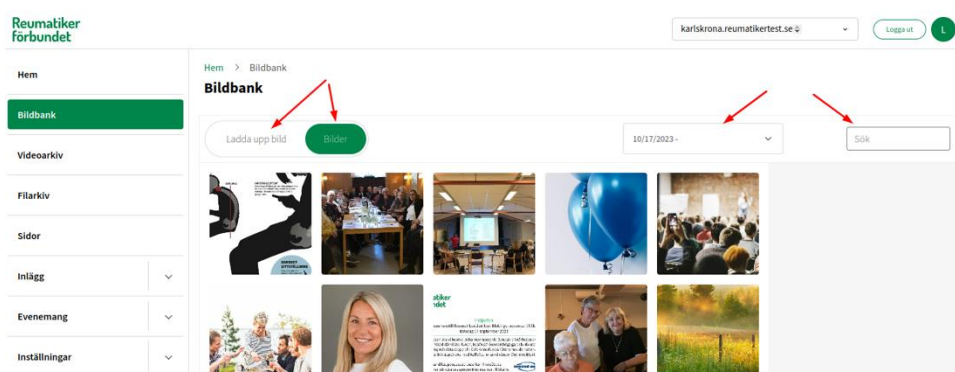 Reumatiker
förbundet
karlskrona.reumatikertest.se
Logga ut
L
Hem
Hem > Bildbank
Bildbank
Bildbank
Ladda upp bild
Bilder
10/17/2023 -
Sök
Videoarkiv
Filarkiv
Sidor
Inlägg
Evenemang
Inställningar